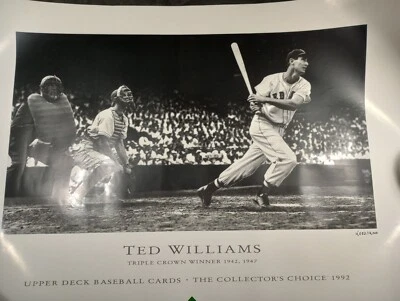 TED WILLIAMS
TRIPLE CROWN WINNER 1942, 1947
UPPER DECK BASEBALL CARDS · THE COLLECTOR'S CHOICE 1992